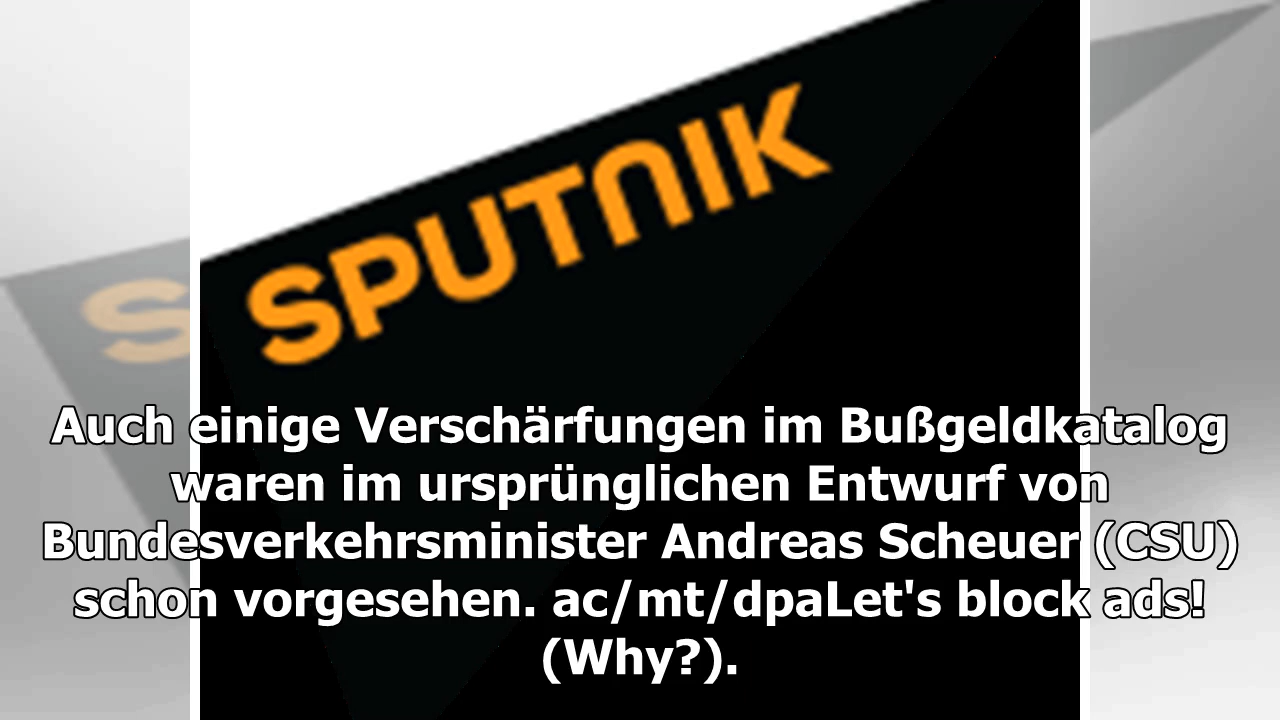 SPUTNIK
S
Auch einige Verschärfungen im Bußgeldkatalog
waren im ursprünglichen Entwurf von
Bundesverkehrsminister Andreas Scheuer (CSU)
schon vorgesehen. ac/mt/dpaLet's block ads!
(Why?).